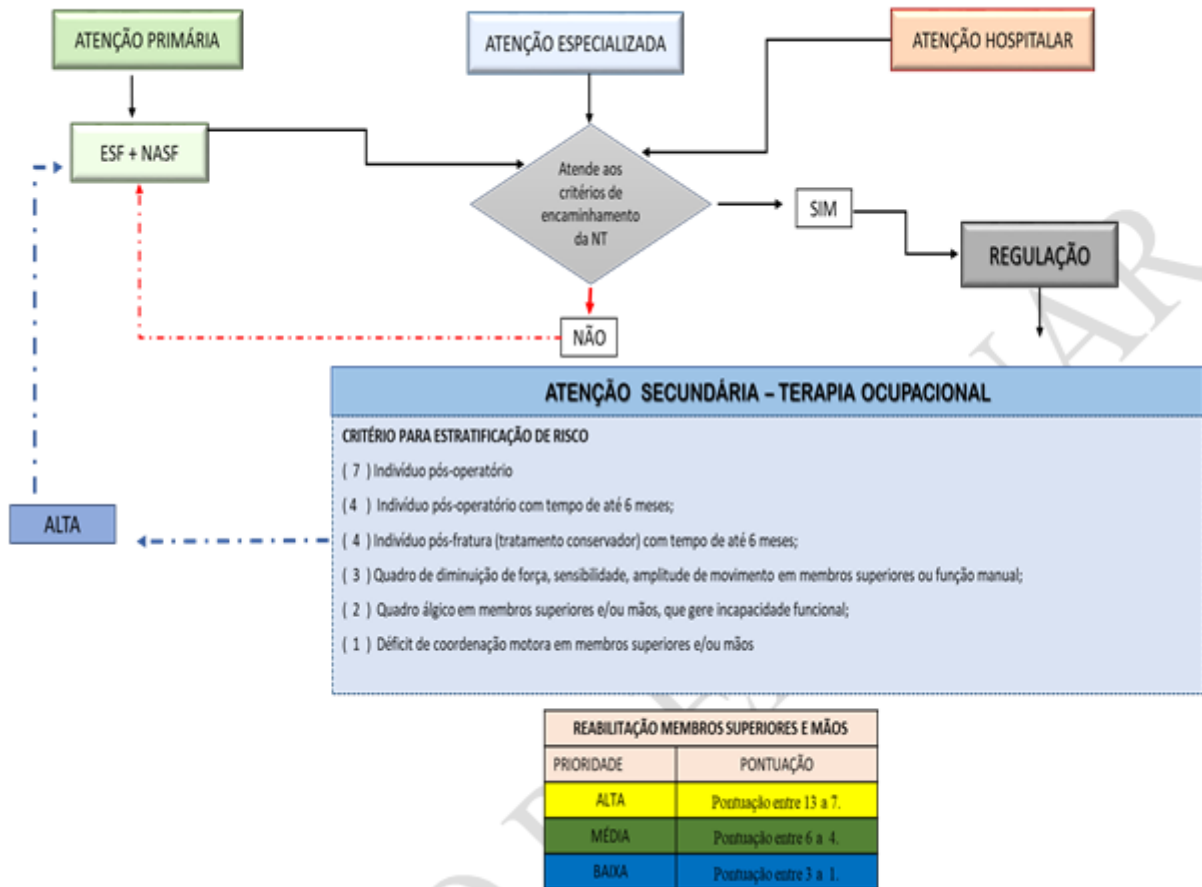 ATENÇÃO PRIMÁRIA
ATENÇÃO ESPECIALIZADA
ATENÇÃO HOSPITALAR
ESF + NASF
Atende aos
critérios de
encaminhamento
da NT
SIM
REGULAÇÃO
NÃO
ATENÇÃO SECUNDÁRIA – TERAPIA OCUPACIONAL
CRITÉRIO PARA ESTRATIFICAÇÃO DE RISCO
( 7 ) Indivíduo pós-operatório
( 4 ) Indivíduo pós-operatório com tempo de até 6 meses;
( 4 ) Indivíduo pós-fratura (tratamento conservador) com tempo de até 6 meses;
( 3 ) Quadro de diminuição de força, sensibilidade, amplitude de movimento em membros superiores ou função manual;
( 2 ) Quadro álgico em membros superiores e/ou mãos, que gere incapacidade funcional;
( 1 ) Déficit de coordenação motora em membros superiores e/ou mãos
ALTA
REABILITAÇÃO MEMBROS SUPERIORES E MÃOS
PRIORIDADE PONTUAÇÃO
ALTA Pontuação entre 13 a 7.
MÉDIA Pontuação entre 6 a 4.
BAIXA Pontuação entre 3 a 1.